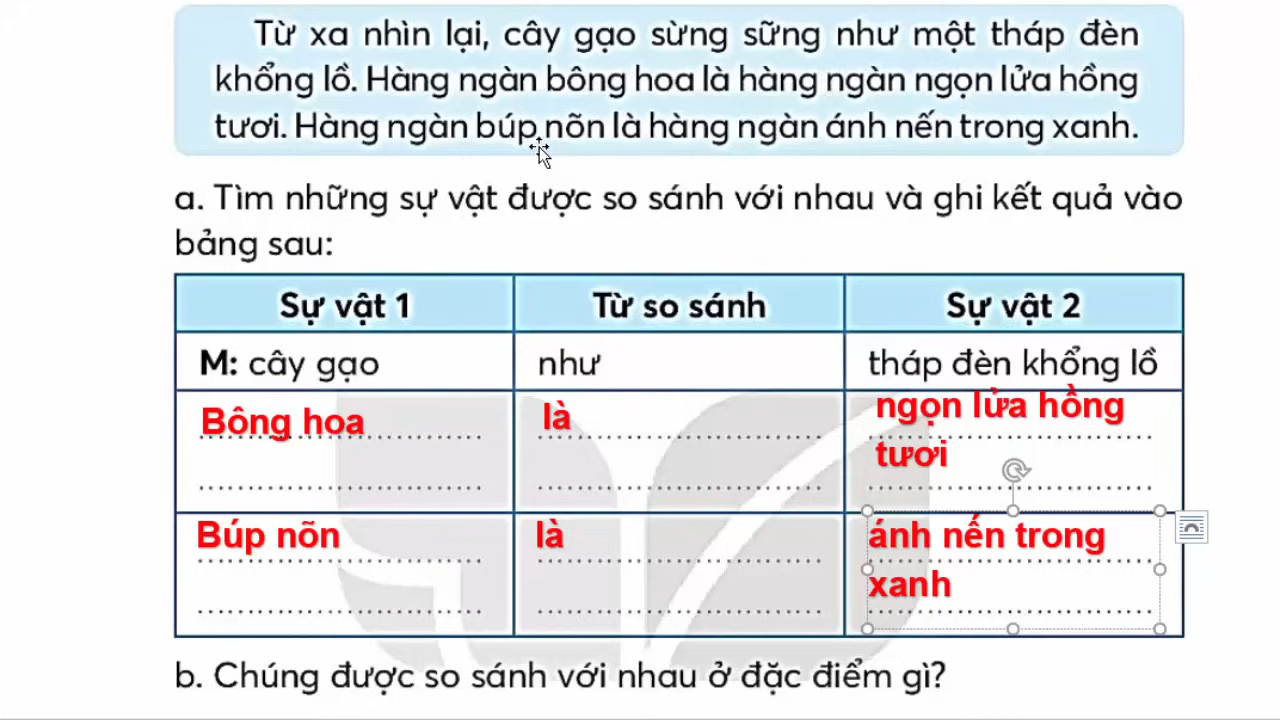 Từ xa nhìn lại, cây gạo sừng sững như một tháp đèn
khổng lồ. Hàng ngàn bông hoa là hàng ngàn ngọn lửa hồng
tươi. Hàng ngàn búp nõn là hàng ngàn ánh nến trong xanh.
a. Tìm những sự vật được so sánh với nhau và ghi kết quả vào
bảng sau:
Sự vật 1 Từ so sánh Sự vật 2
M: cây gạo như tháp đèn khổng lồ
Bông hoa là ngọn lửa hồng
tươi
Búp nõn là ánh nến trong
xanh
b. Chúng được so sánh với nhau ở đặc điểm gì?